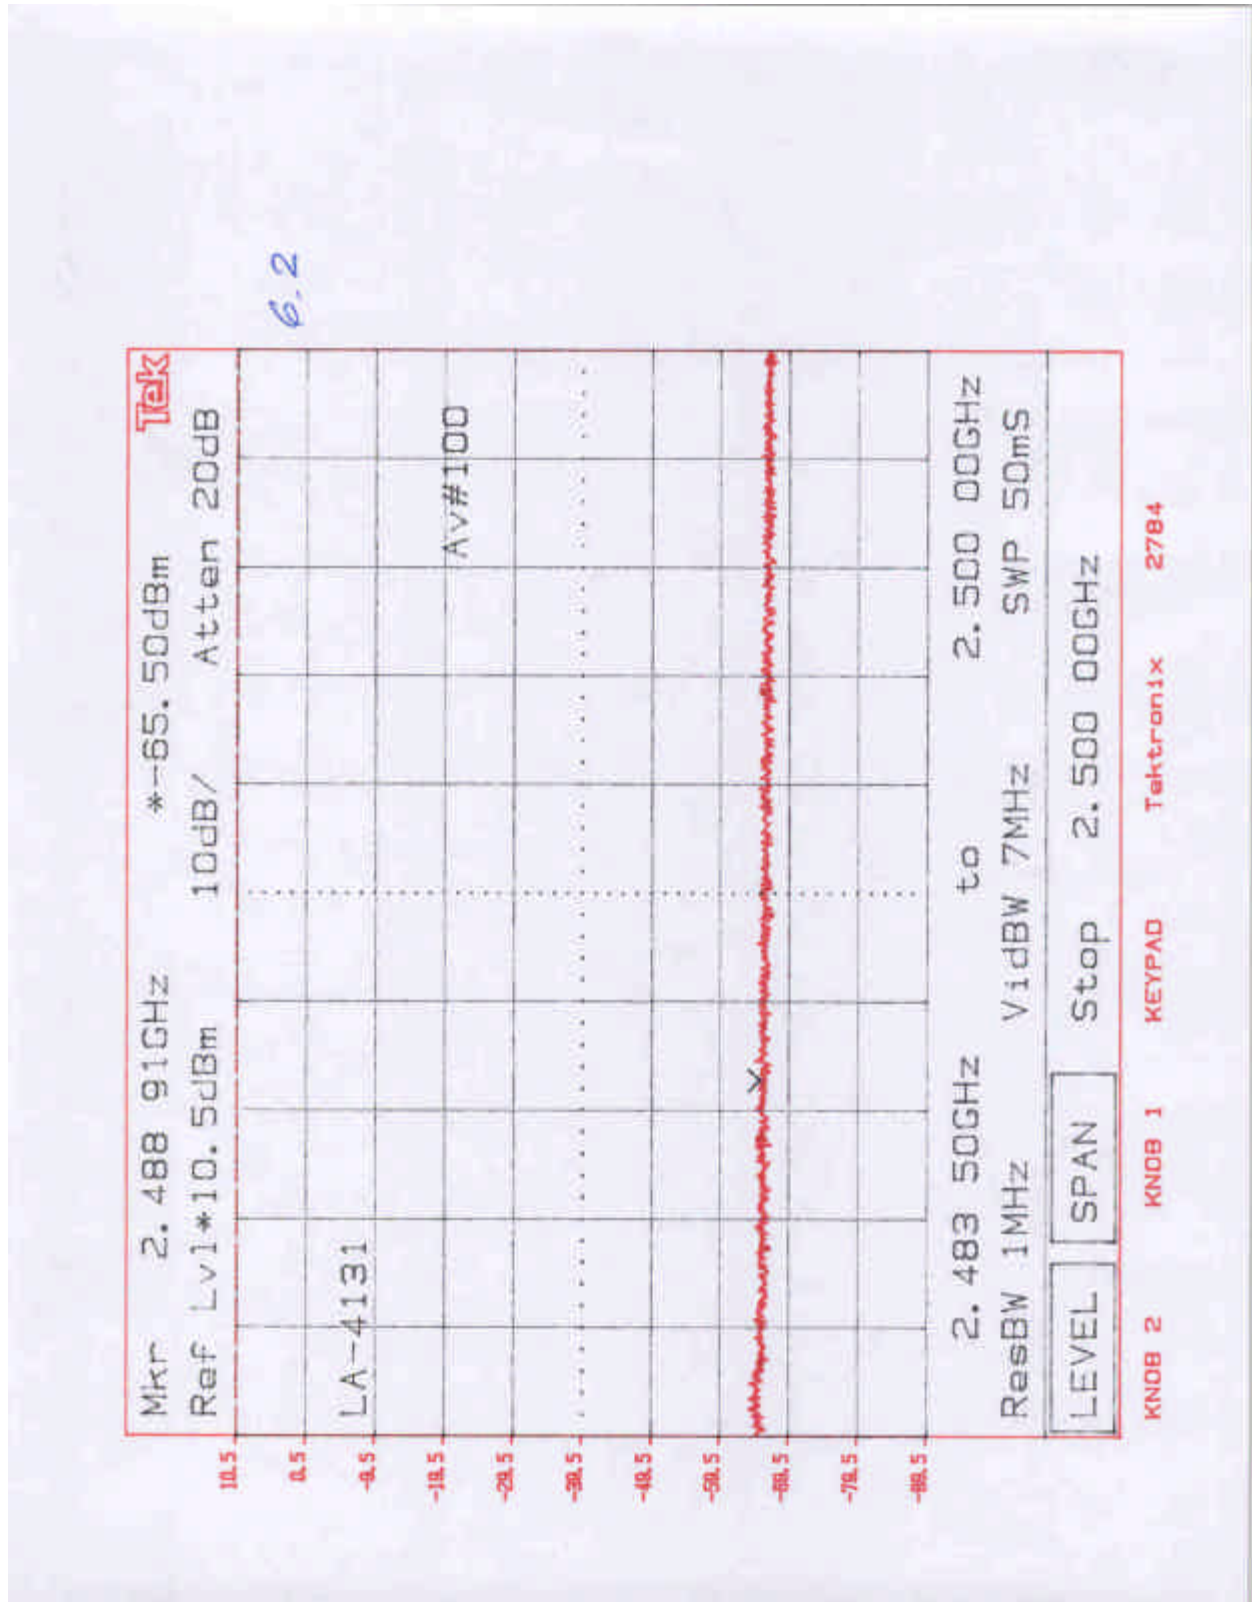 Mkr 2.488 91GHz *-65.50dBm Tek
Ref Lvl*10.5dBm 10dB/ Atten 20dB
6.2
10.5
0.5
-9.5
LA-4131
-19.5
Av#100
-29.5
-39.5
-49.5
-59.5
-69.5
-79.5
-89.5
2.483 50GHz to 2.500 00GHz
ResBW 1MHz VidBW 7MHz SWP 50mS
LEVEL SPAN Stop 2.500 00GHz
KNOB 2 KNOB 1 KEYPAD Tektronix 2784